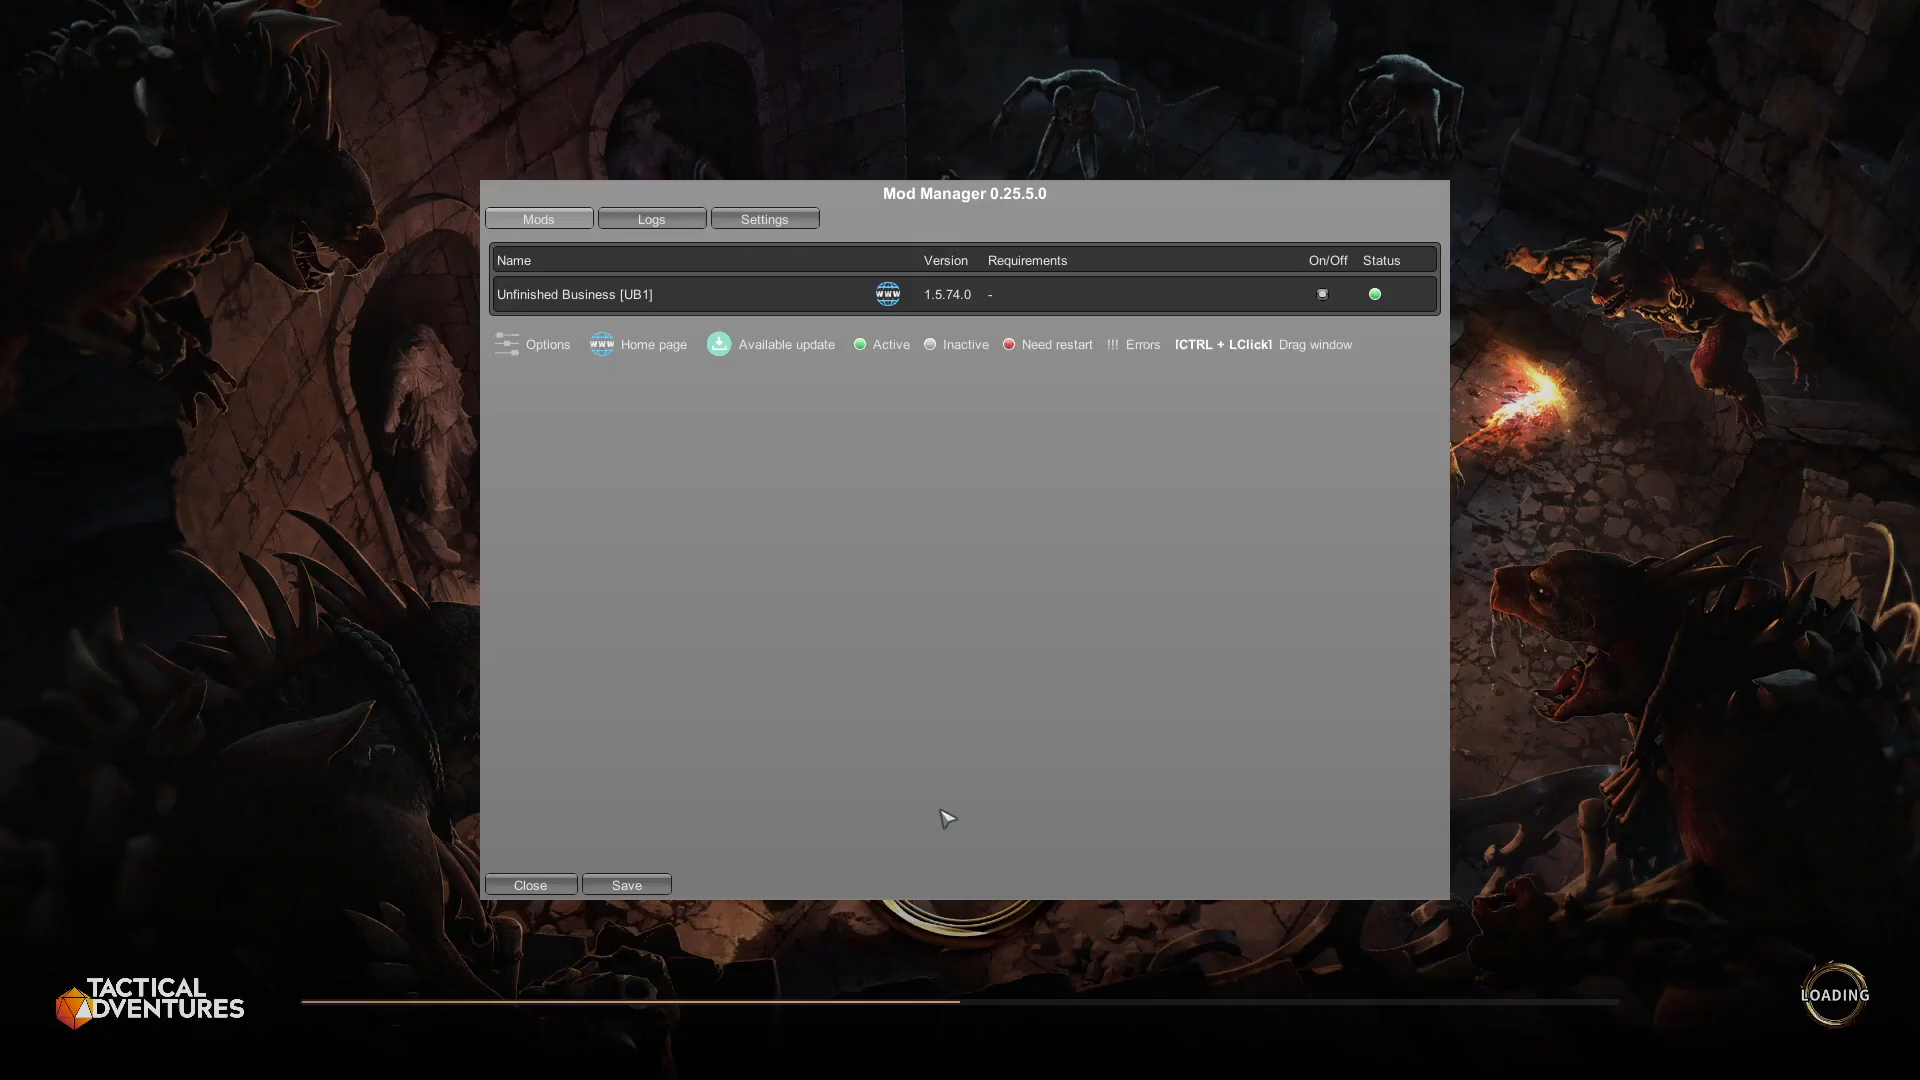 Mod Manager 0.25.5.0
Mods Logs Settings
Name Version Requirements On/Off Status
Unfinished Business [UB1] www 1.5.74.0 -
Options www Home page Available update Active Inactive Need restart !!! Errors [CTRL + LClick] Drag window
Close Save
TACTICAL
ADVENTURES
LOADING